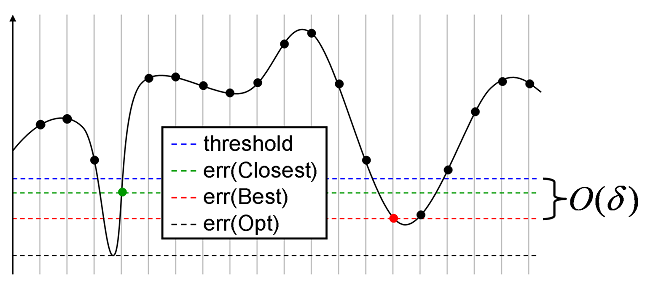 threshold
err(Closest)
err(Best)
err(Opt)
O(δ)